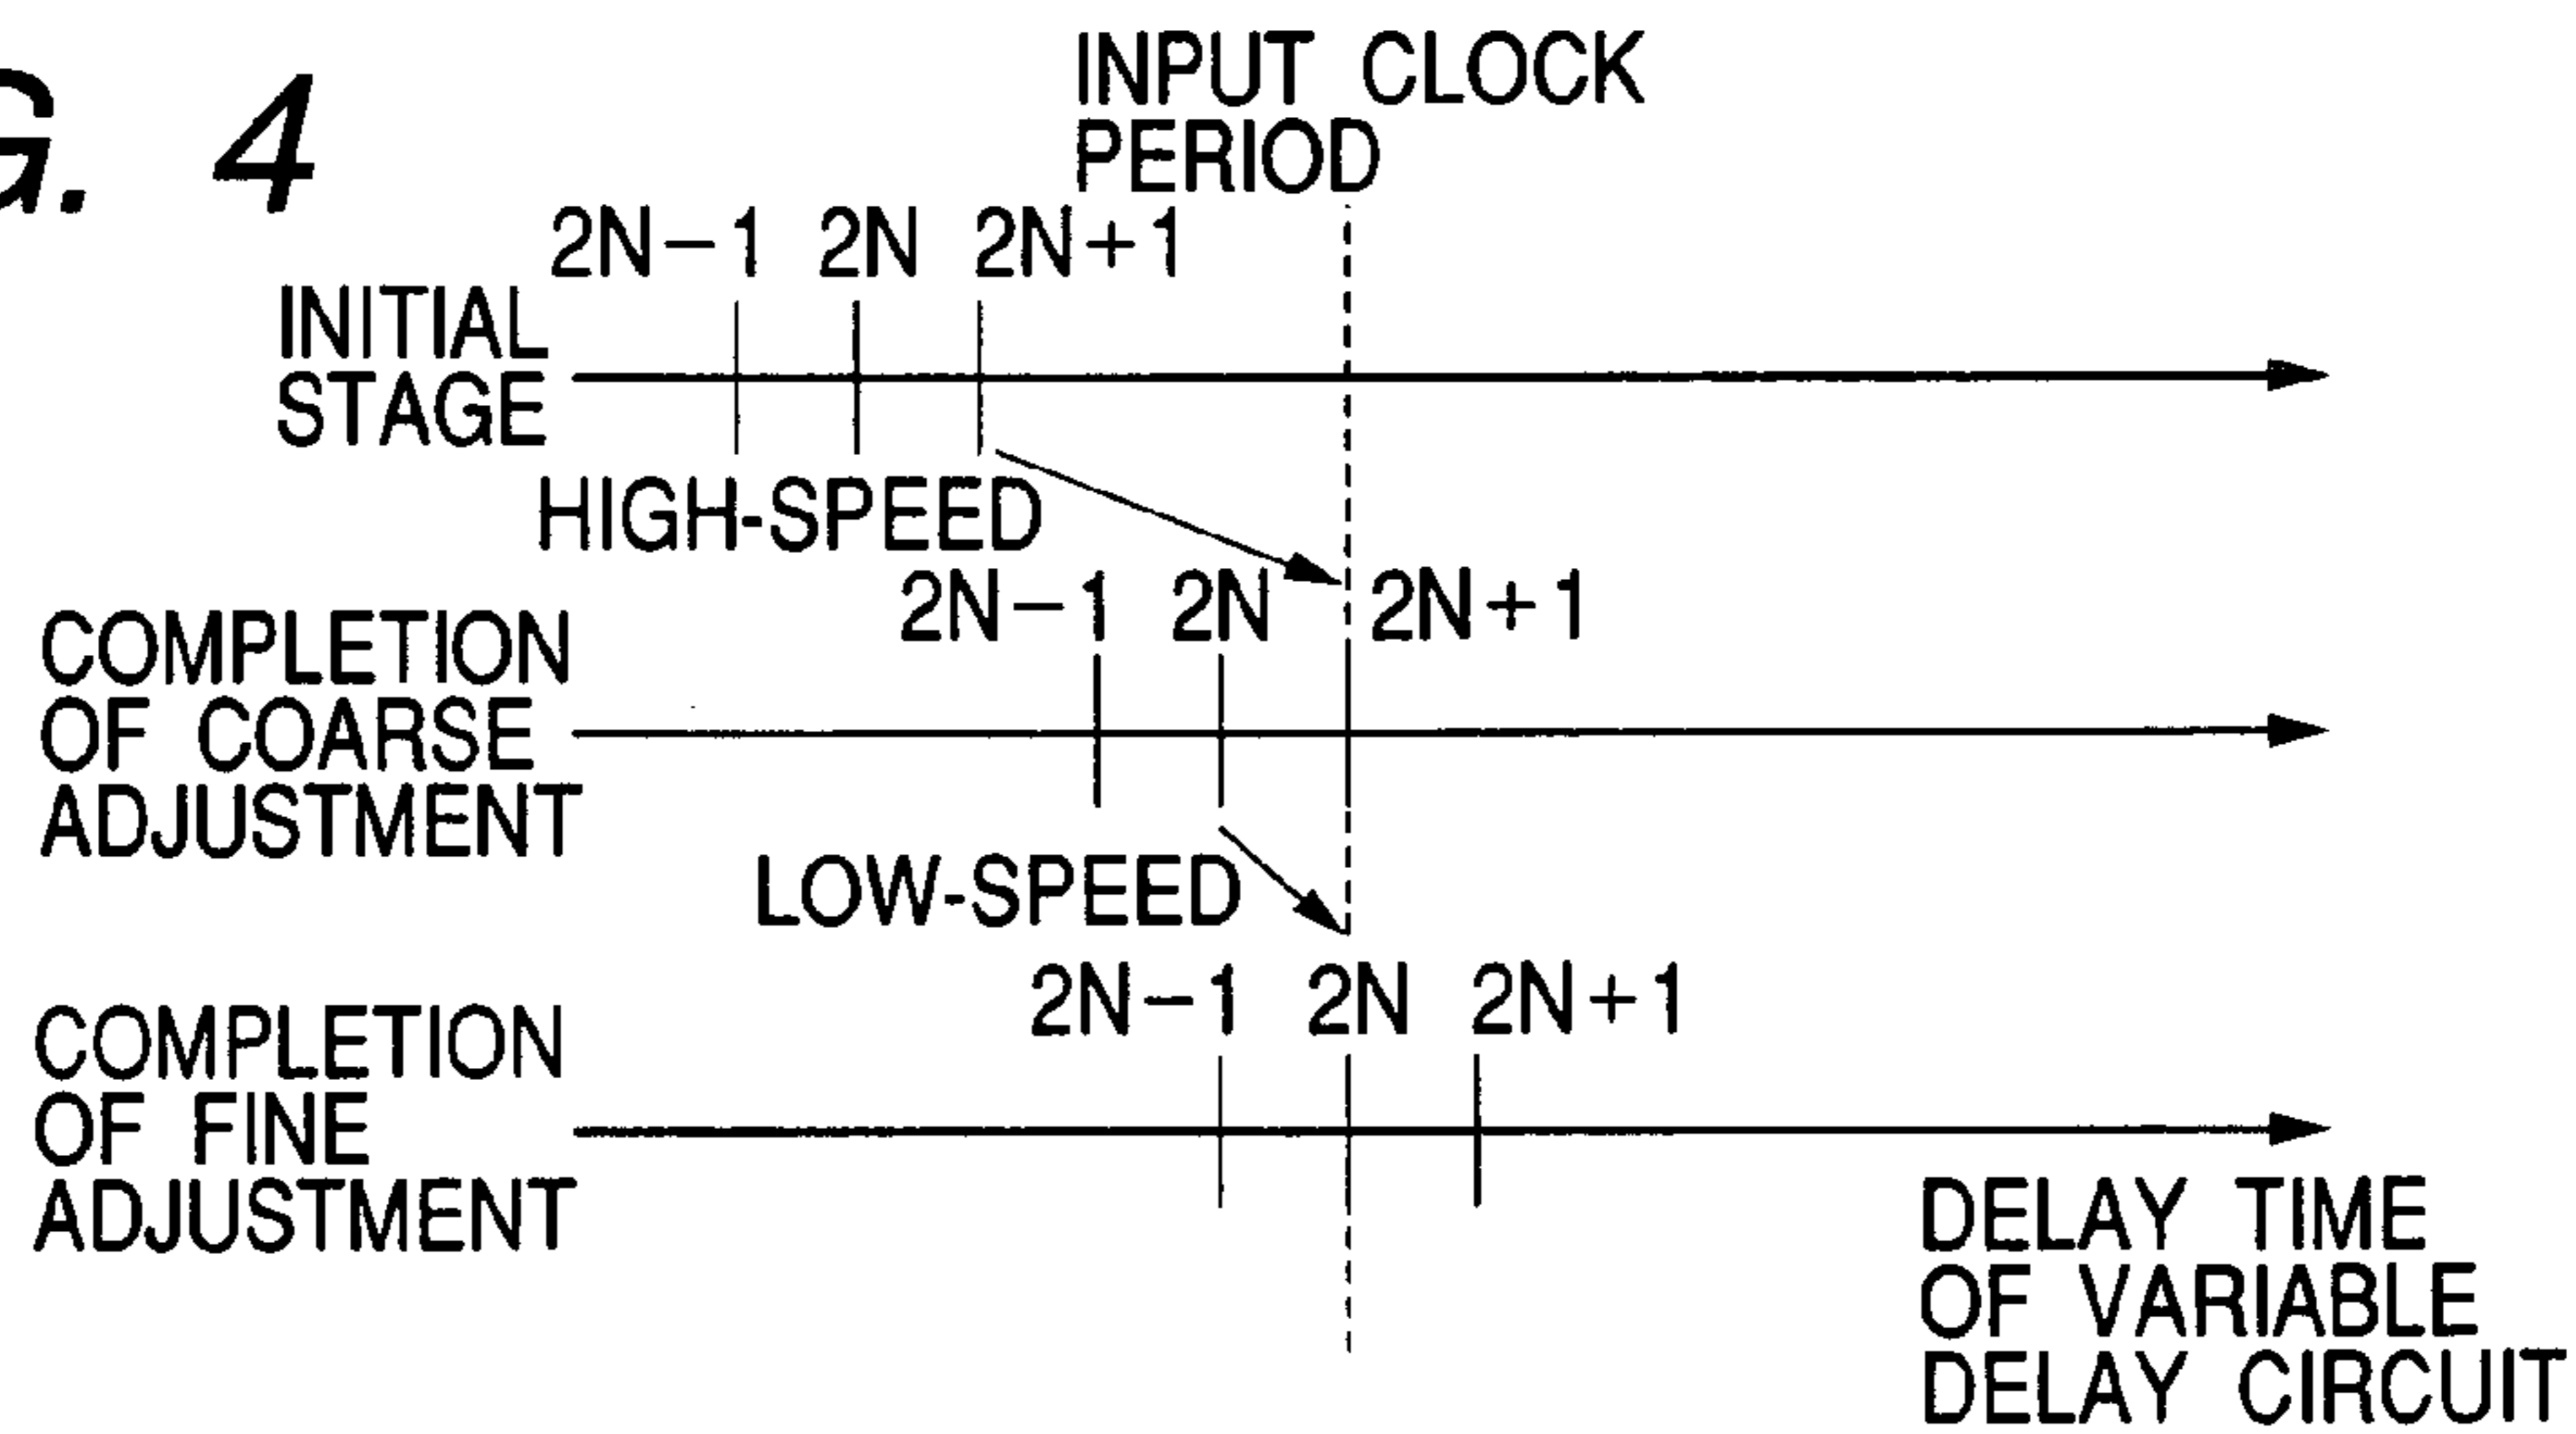 G. 4
INPUT CLOCK
PERIOD
2N−1 2N 2N+1
INITIAL
STAGE
HIGH-SPEED
2N−1 2N 2N+1
COMPLETION
OF COARSE
ADJUSTMENT
LOW-SPEED
2N−1 2N 2N+1
COMPLETION
OF FINE
ADJUSTMENT
DELAY TIME
OF VARIABLE
DELAY CIRCUIT